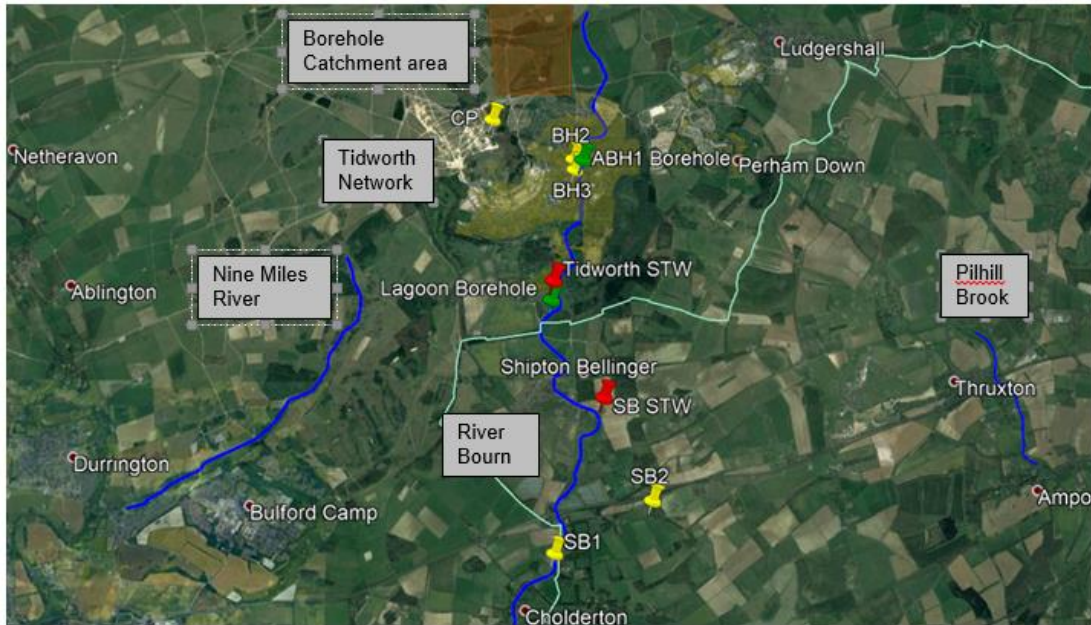 Borehole
Catchment area
Ludgershall
CP
BH2
ABH1 Borehole
Perham Down
BH3
Netheravon
Tidworth
Network
Nine Miles
River
Ablington
Tidworth STW
Lagoon Borehole
Pilhill
Brook
Shipton Bellinger
SB STW
Thruxton
River
Bourn
Durrington
Bulford Camp
SB2
Ampo
SB1
Cholderton